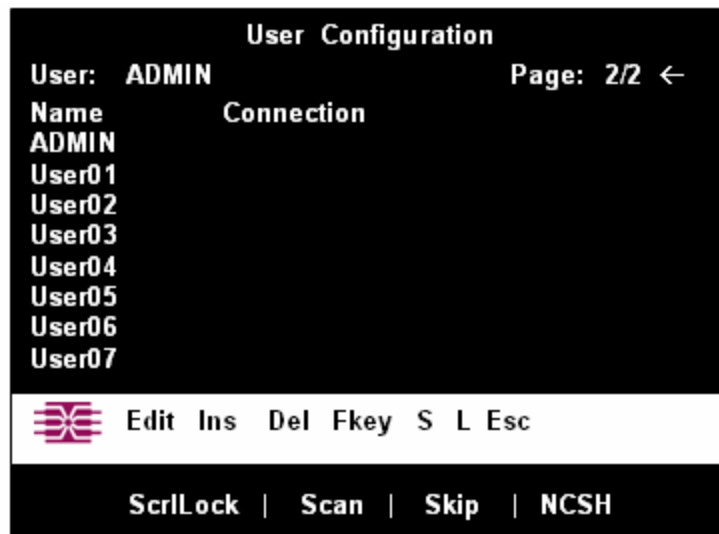 User Configuration
User: ADMIN Page: 2/2 ←
Name Connection
ADMIN
User01
User02
User03
User04
User05
User06
User07
Edit Ins Del Fkey S L Esc
ScrlLock | Scan | Skip | NCSH